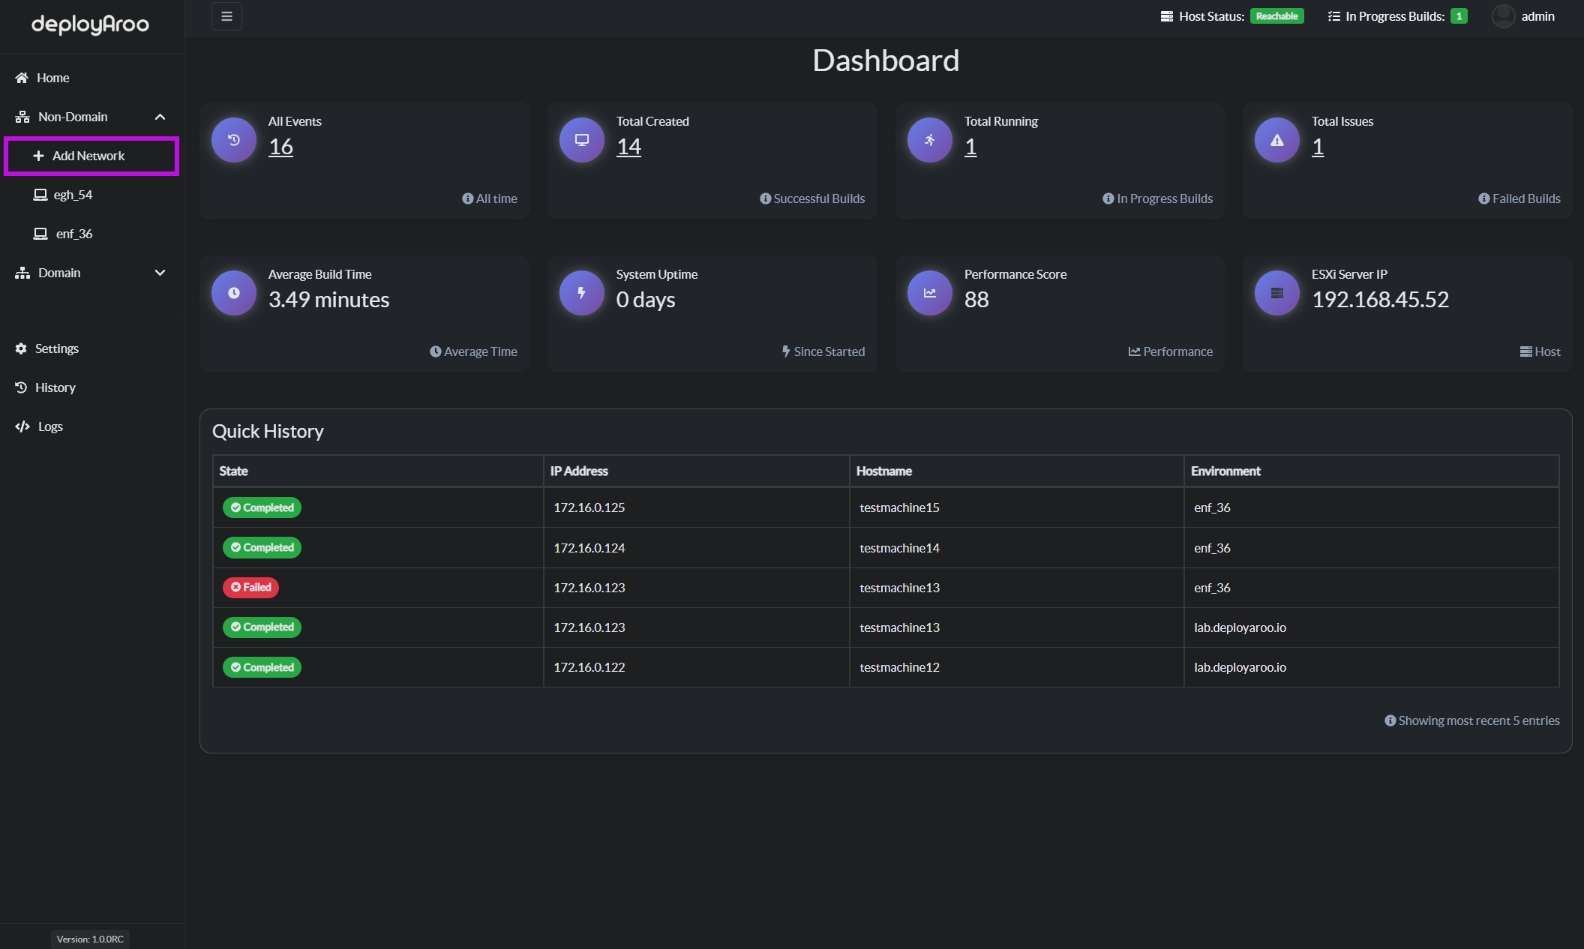 deployAroo
Host Status: Reachable
In Progress Builds: 1
admin
Home
Non-Domain
Add Network
egh_54
enf_36
Domain
Settings
History
Logs
Version: 1.0.0RC
Dashboard
All Events
16
All time
Total Created
14
Successful Builds
Total Running
1
In Progress Builds
Total Issues
1
Failed Builds
Average Build Time
3.49 minutes
Average Time
System Uptime
0 days
Since Started
Performance Score
88
Performance
ESXi Server IP
192.168.45.52
Host
Quick History
State IP Address Hostname Environment
Completed 172.16.0.125 testmachine15 enf_36
Completed 172.16.0.124 testmachine14 enf_36
Failed 172.16.0.123 testmachine13 enf_36
Completed 172.16.0.123 testmachine13 lab.deployaroo.io
Completed 172.16.0.122 testmachine12 lab.deployaroo.io
Showing most recent 5 entries